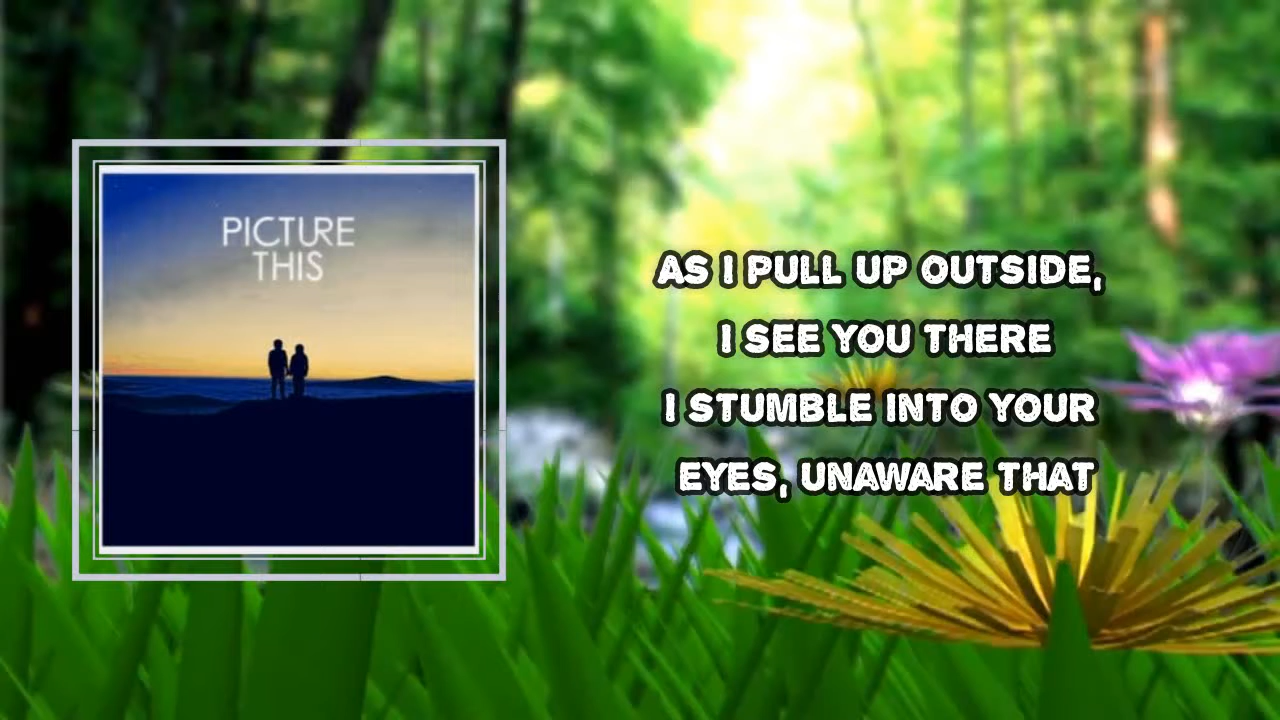 PICTURE
THIS
AS I PULL UP OUTSIDE,
I SEE YOU THERE
I STUMBLE INTO YOUR
EYES, UNAWARE THAT